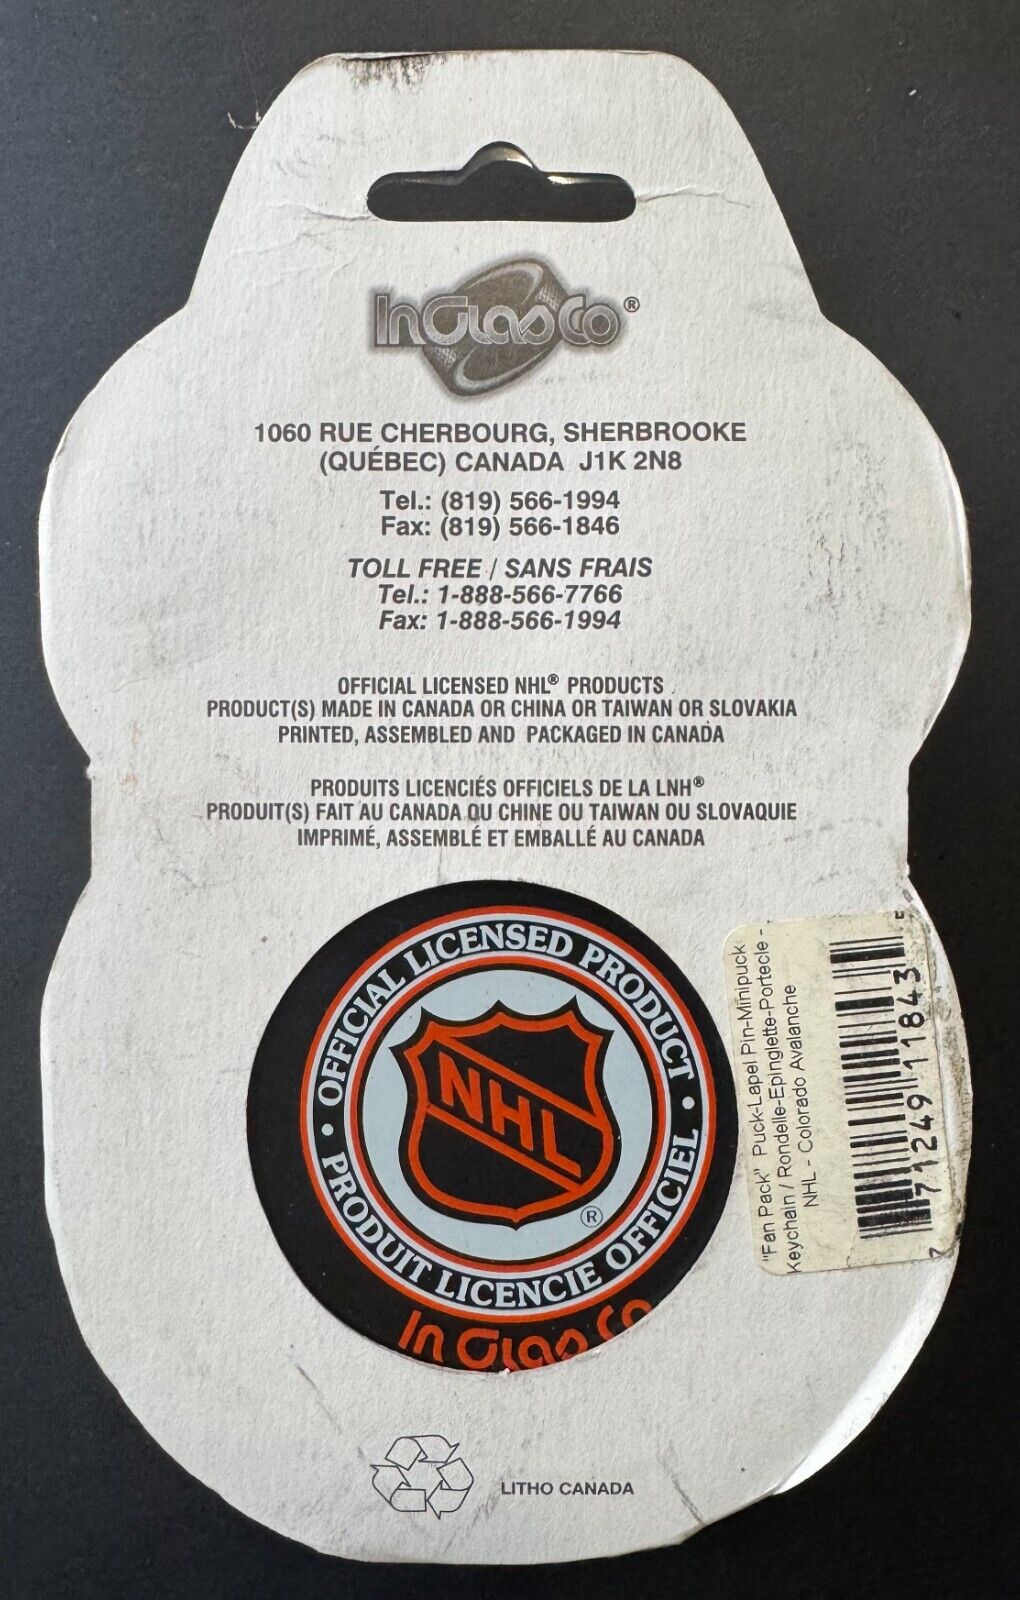 InGlasCo®
1060 RUE CHERBOURG, SHERBROOKE
(QUÉBEC) CANADA J1K 2N8
Tel.: (819) 566-1994
Fax: (819) 566-1846
TOLL FREE / SANS FRAIS
Tel.: 1-888-566-7766
Fax: 1-888-566-1994
OFFICIAL LICENSED NHL® PRODUCTS
PRODUCT(S) MADE IN CANADA OR CHINA OR TAIWAN OR SLOVAKIA
PRINTED, ASSEMBLED AND PACKAGED IN CANADA
PRODUITS LICENCIÉS OFFICIELS DE LA LNH®
PRODUIT(S) FAIT AU CANADA OU CHINE OU TAIWAN OU SLOVAQUIE
IMPRIMÉ, ASSEMBLÉ ET EMBALLÉ AU CANADA
• OFFICIAL LICENSED PRODUCT •
NHL
®
PRODUIT LICENCIE OFFICIEL
InGlasCo
"Fan Pack" Puck-Lapel Pin-Minipuck
Keychain / Rondelle-Epinglette-Portecle -
NHL - Colorado Avalanche
7 71249 11843
LITHO CANADA